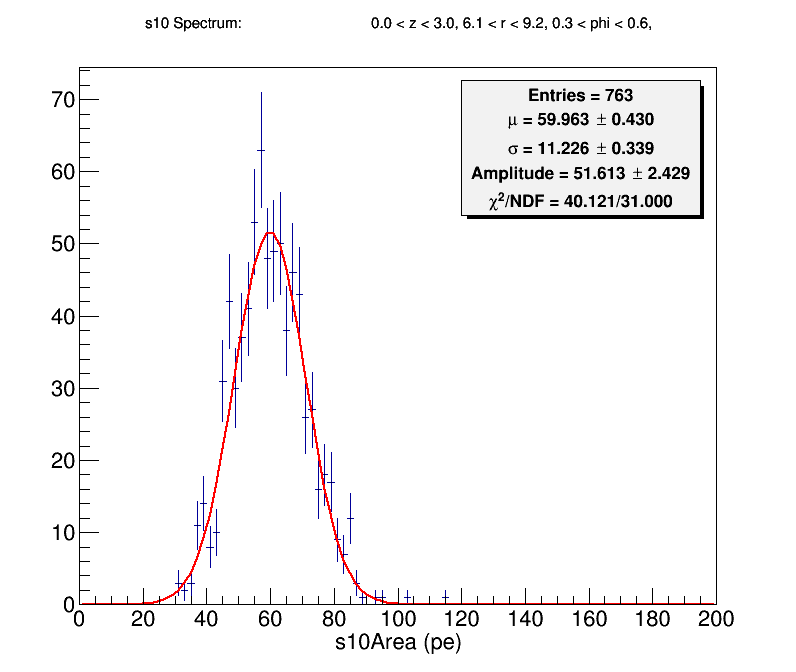 s10 Spectrum: 0.0 < z < 3.0, 6.1 < r < 9.2, 0.3 < phi < 0.6,
Entries = 763
μ = 59.963 ± 0.430
σ = 11.226 ± 0.339
Amplitude = 51.613 ± 2.429
χ²/NDF = 40.121/31.000
70
60
50
40
30
20
10
0
0 20 40 60 80 100 120 140 160 180 200
s10Area (pe)